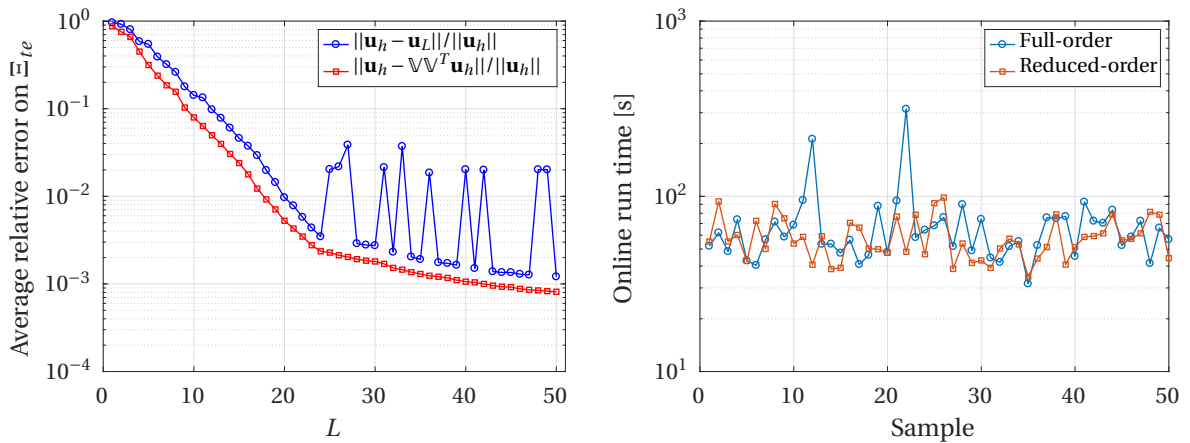 Average relative error on Ξ_te
10^0
10^−1
10^−2
10^−3
10^−4
0 10 20 30 40 50
L
||𝐮_h − 𝐮_L||/||𝐮_h||
||𝐮_h − 𝕍𝕍^T 𝐮_h||/||𝐮_h||
Online run time [s]
10^3
10^2
10^1
0 10 20 30 40 50
Sample
Full-order
Reduced-order